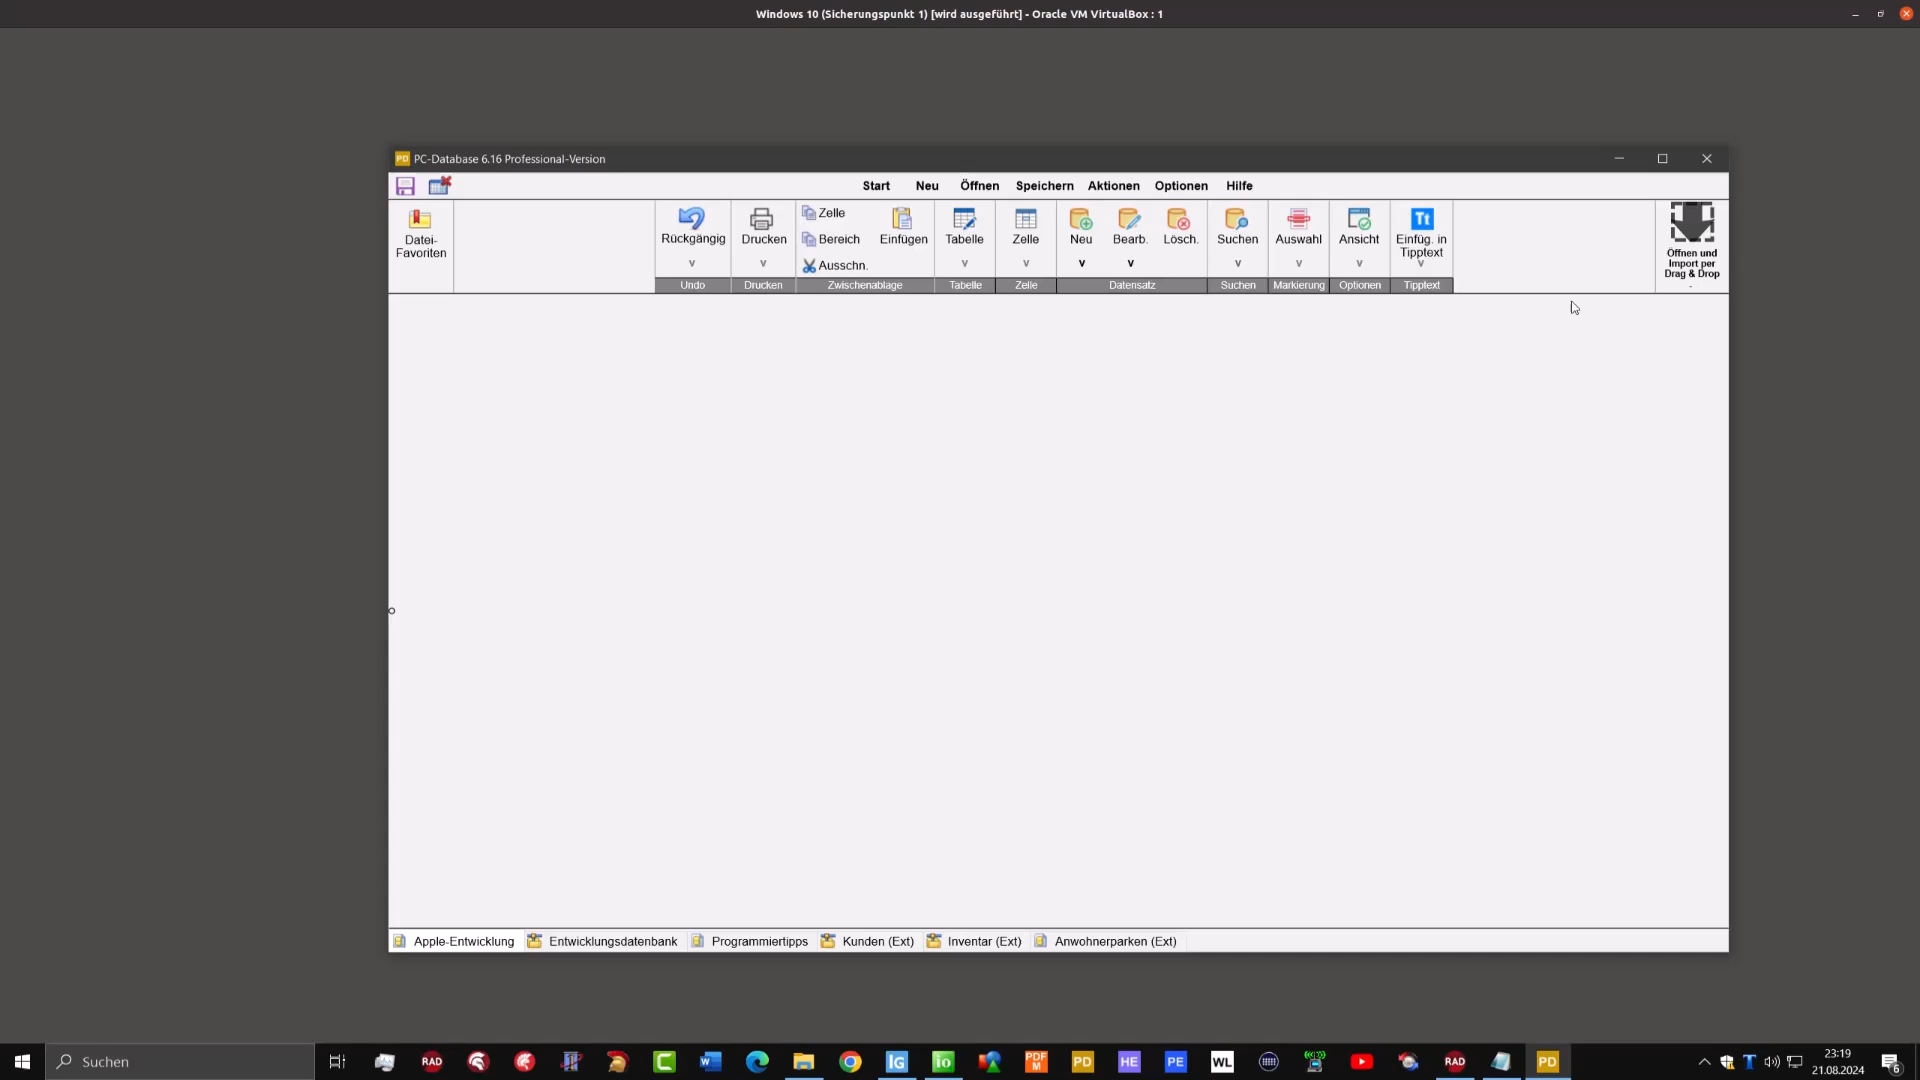 Windows 10 (Sicherungspunkt 1) [wird ausgeführt] - Oracle VM VirtualBox : 1
PD PC-Database 6.16 Professional-Version
Start Neu Öffnen Speichern Aktionen Optionen Hilfe
Datei-
Favoriten
Rückgängig
v
Undo
Drucken
v
Drucken
Zelle
Bereich
Ausschn.
Einfügen
Zwischenablage
Tabelle
v
Tabelle
Zelle
v
Zelle
Neu
v
Bearb.
v
Lösch.
Datensatz
Suchen
v
Suchen
Auswahl
v
Markierung
Ansicht
v
Optionen
Tt
Einfüg. in
Tipptext
v
Tipptext
Öffnen und
Import per
Drag & Drop
-
Apple-Entwicklung Entwicklungsdatenbank Programmiertipps Kunden (Ext) Inventar (Ext) Anwohnerparken (Ext)
Suchen RAD C W IG io PDF M PD HE PE WL RAD PD T
23:19
21.08.2024
6